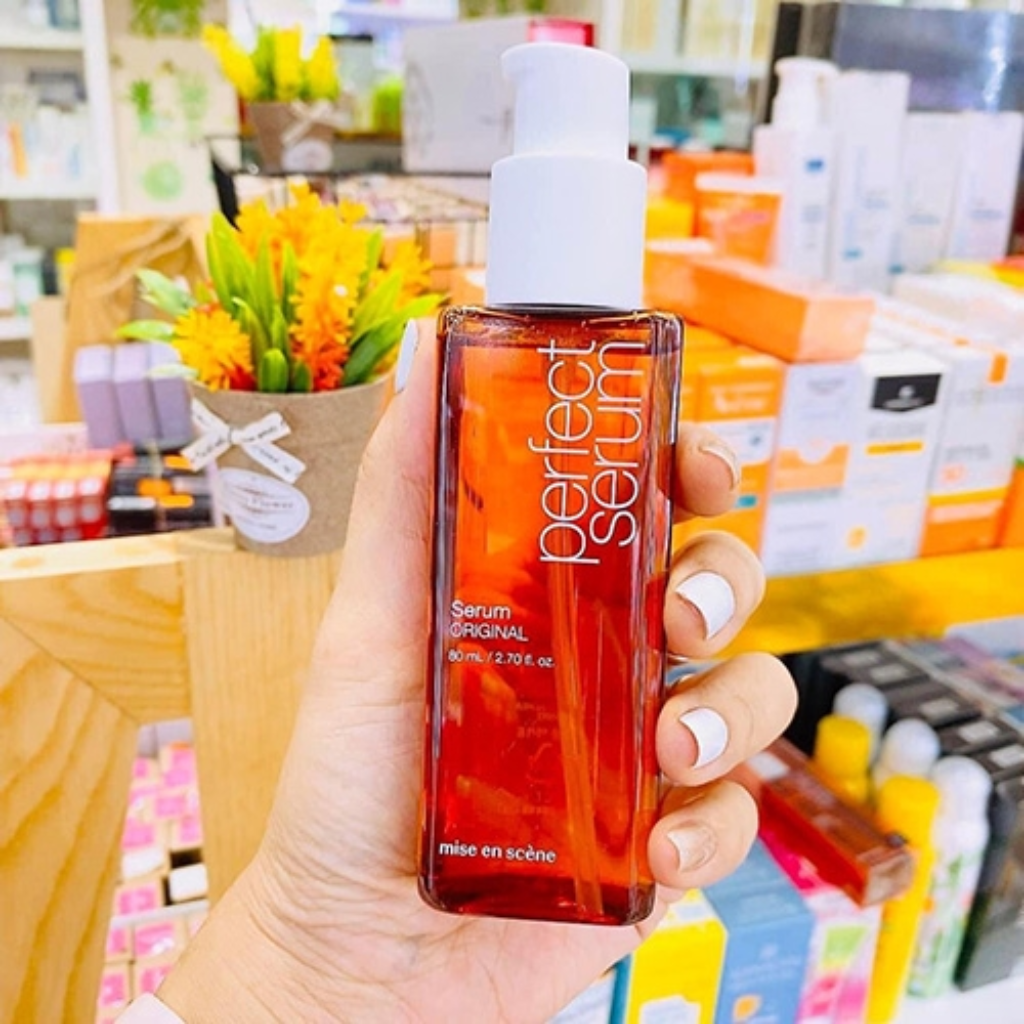 perfect
serum
Serum
ORIGINAL
80 mL / 2.70 fl. oz.
mise en scène